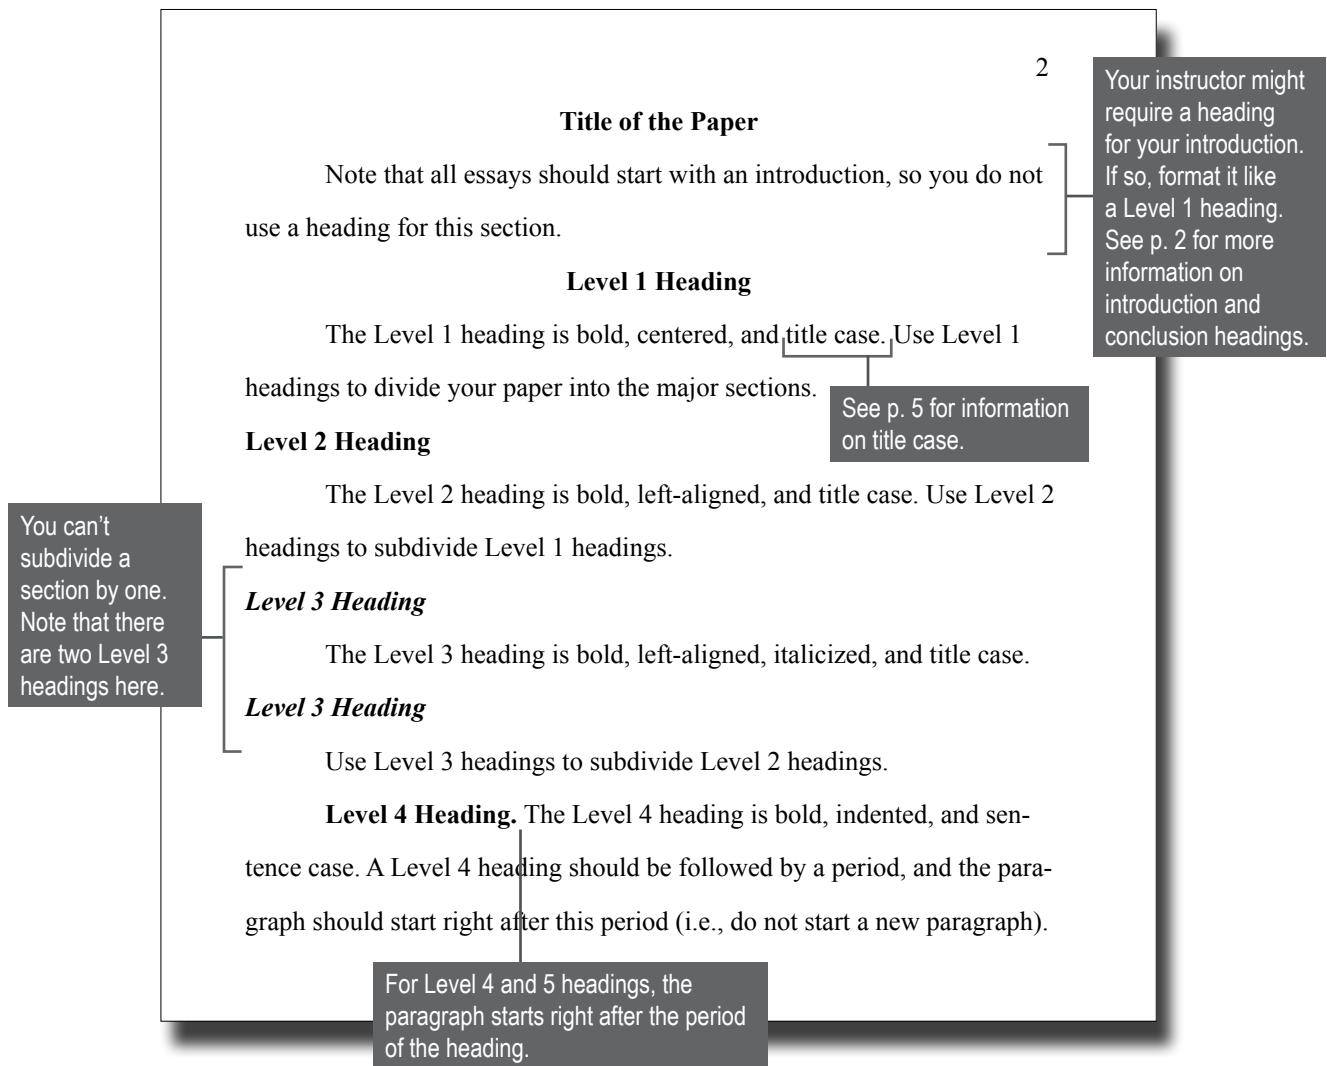 2
Title of the Paper
Note that all essays should start with an introduction, so you do not
use a heading for this section.
Your instructor might
require a heading
for your introduction.
If so, format it like
a Level 1 heading.
See p. 2 for more
information on
introduction and
conclusion headings.
Level 1 Heading
The Level 1 heading is bold, centered, and title case. Use Level 1
headings to divide your paper into the major sections.
See p. 5 for information
on title case.
Level 2 Heading
The Level 2 heading is bold, left-aligned, and title case. Use Level 2
headings to subdivide Level 1 headings.
You can’t
subdivide a
section by one.
Note that there
are two Level 3
headings here.
Level 3 Heading
The Level 3 heading is bold, left-aligned, italicized, and title case.
Level 3 Heading
Use Level 3 headings to subdivide Level 2 headings.
Level 4 Heading. The Level 4 heading is bold, indented, and sen-
tence case. A Level 4 heading should be followed by a period, and the para-
graph should start right after this period (i.e., do not start a new paragraph).
For Level 4 and 5 headings, the
paragraph starts right after the period
of the heading.